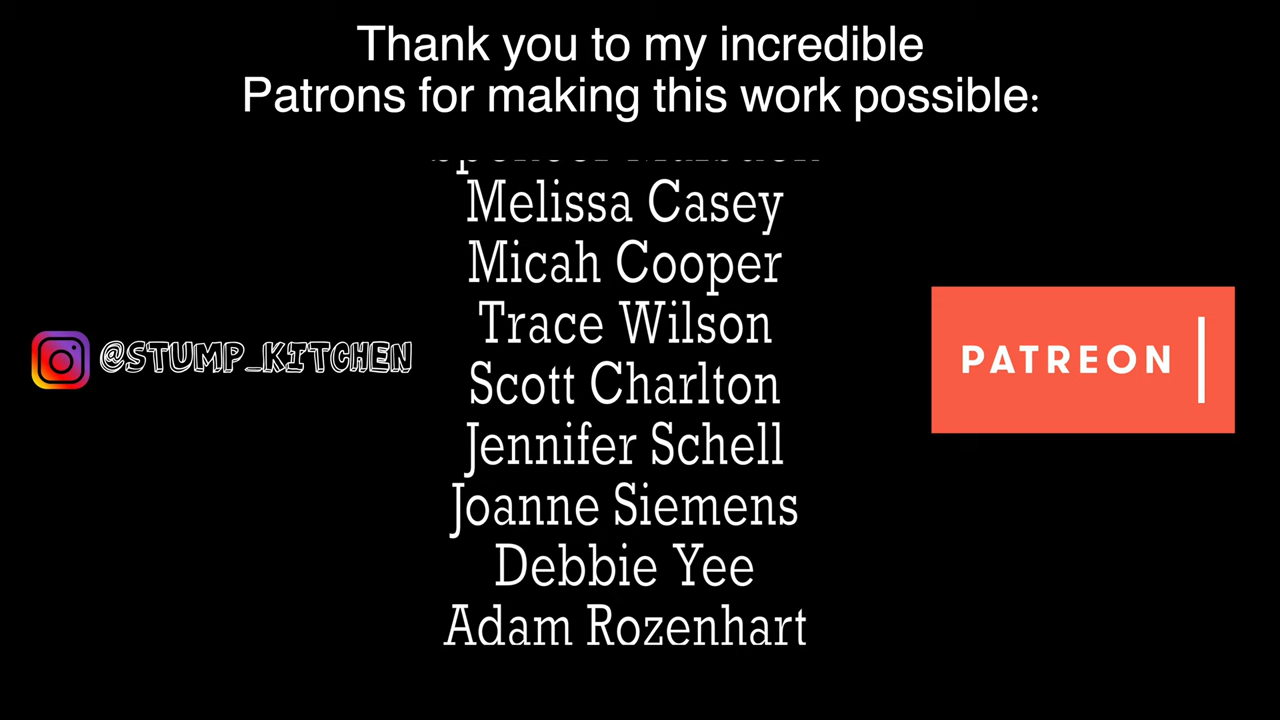 Thank you to my incredible
Patrons for making this work possible:
Melissa Casey
Micah Cooper
Trace Wilson
Scott Charlton
Jennifer Schell
Joanne Siemens
Debbie Yee
Adam Rozenhart
@STUMP_KITCHEN
PATREON